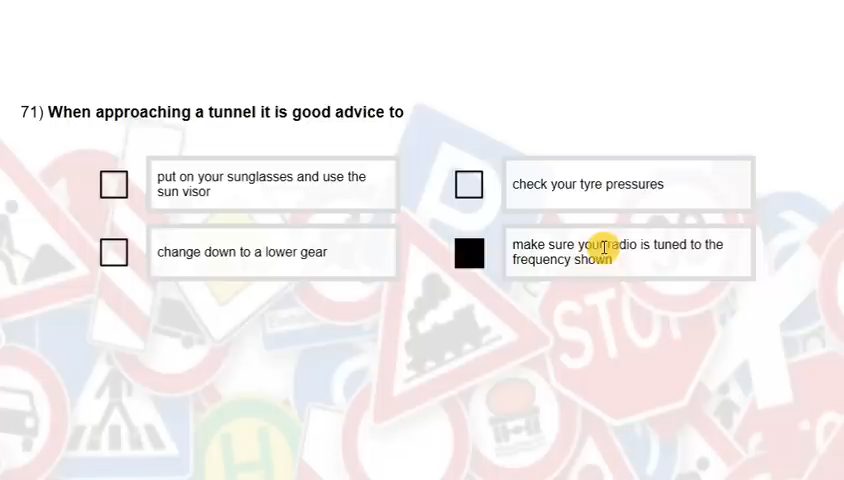 71) When approaching a tunnel it is good advice to
put on your sunglasses and use the
sun visor
check your tyre pressures
change down to a lower gear
make sure your radio is tuned to the
frequency shown
P
STOP
H